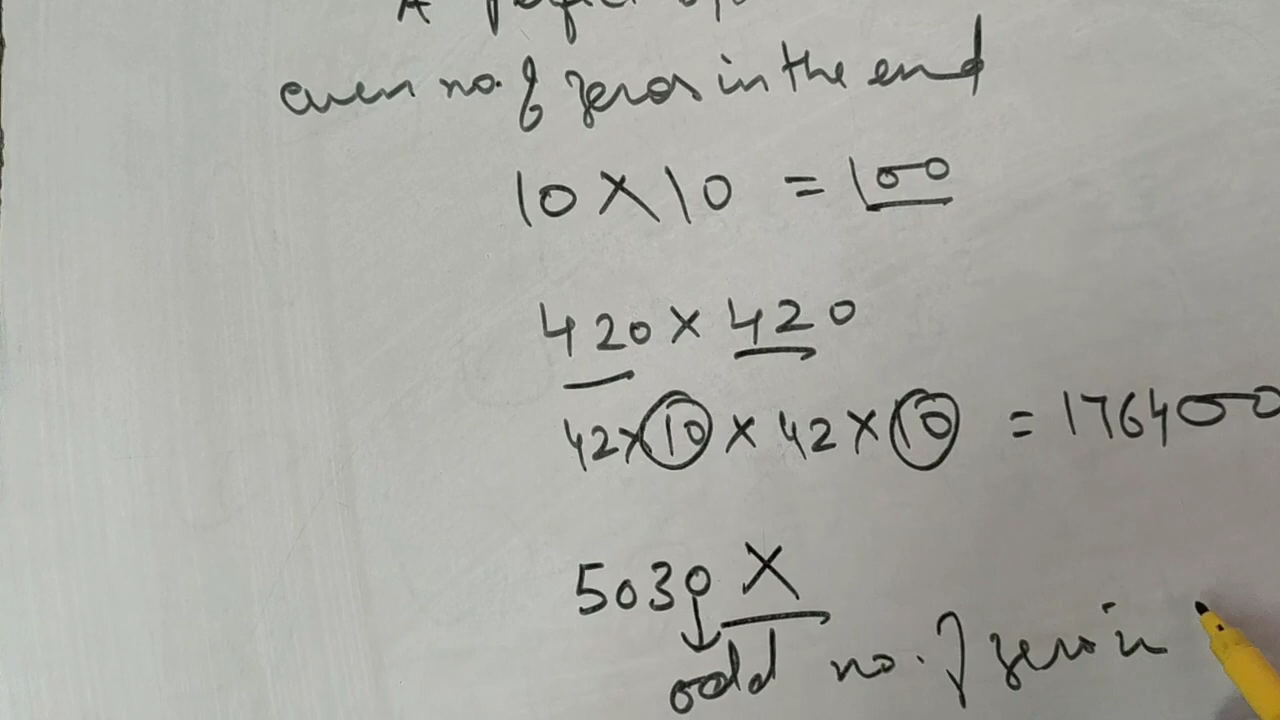 A
even no. of zeros in the end
10 × 10 = 100
420 × 420
42×10 × 42×10 = 176400
5030 X
odd no. of zero in